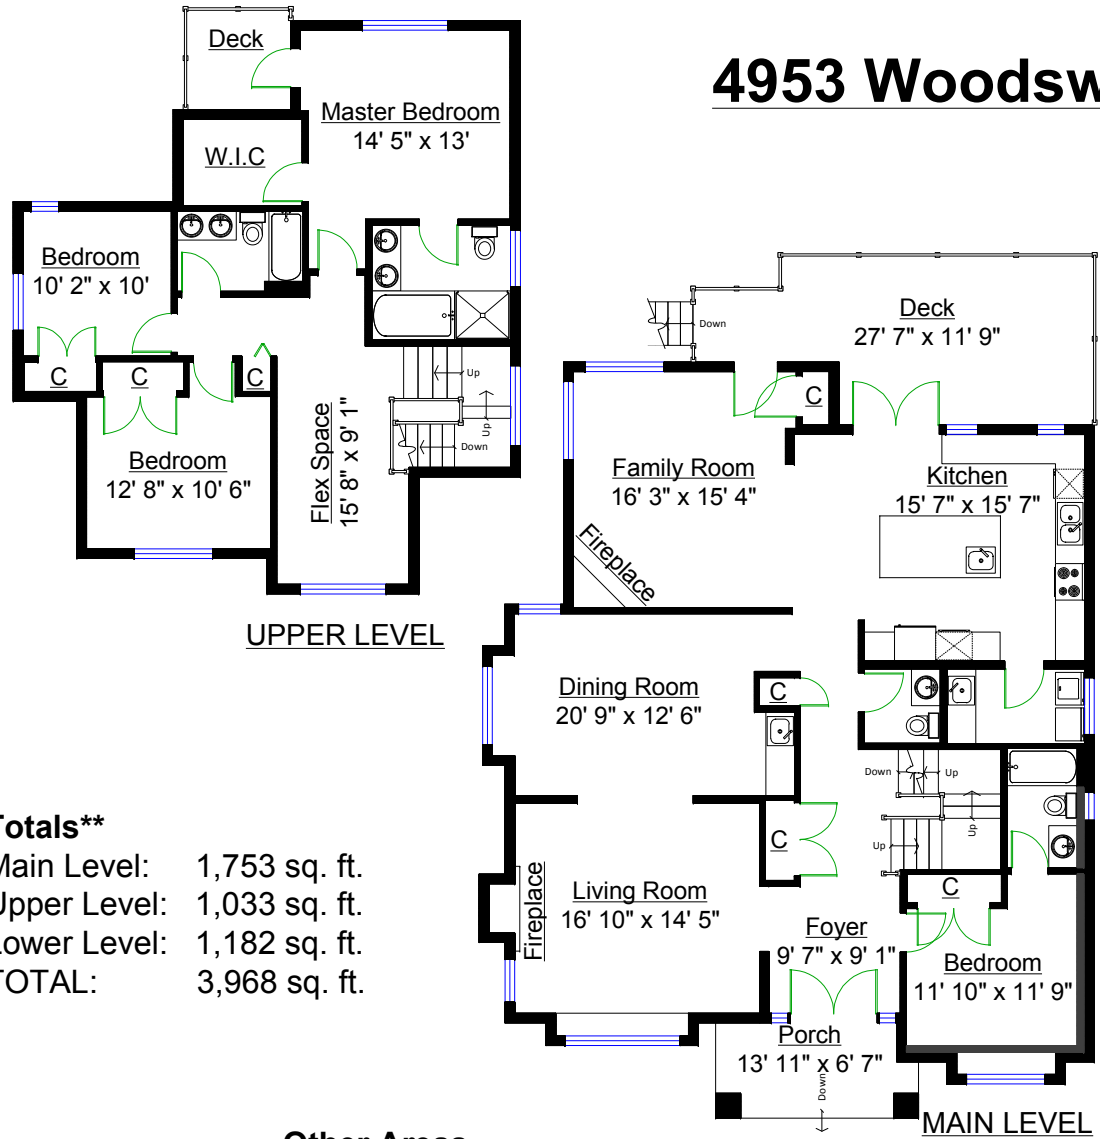 4953 Woodsw
Deck
Master Bedroom
14' 5" x 13'
W.I.C
Bedroom
10' 2" x 10'
C
C
C
Up
Up
Down
Bedroom
12' 8" x 10' 6"
Flex Space
15' 8" x 9' 1"
UPPER LEVEL
Deck
27' 7" x 11' 9"
Down
C
Family Room
16' 3" x 15' 4"
Kitchen
15' 7" x 15' 7"
Fireplace
Dining Room
20' 9" x 12' 6"
C
Down
Up
Up
Up
C
C
Living Room
16' 10" x 14' 5"
Fireplace
Foyer
9' 7" x 9' 1"
Bedroom
11' 10" x 11' 9"
Porch
13' 11" x 6' 7"
Down
MAIN LEVEL
Totals**
Main Level: 1,753 sq. ft.
Upper Level: 1,033 sq. ft.
Lower Level: 1,182 sq. ft.
TOTAL: 3,968 sq. ft.
Other Areas